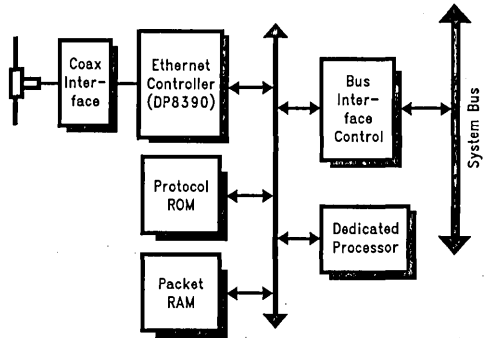 Coax
Inter-
face
Ethernet
Controller
(DP8390)
Bus
Inter-
face
Control
System Bus
Protocol
ROM
Dedicated
Processor
Packet
RAM